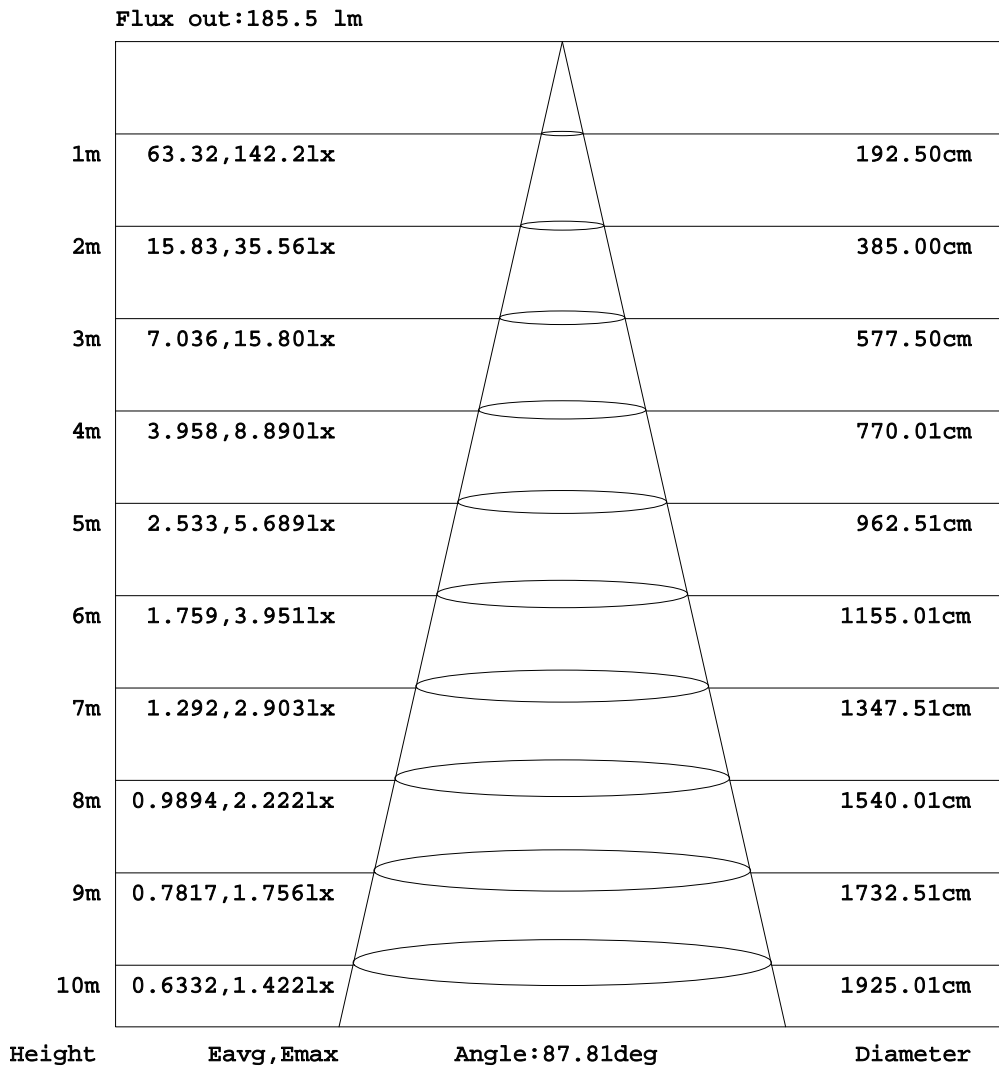 Flux out:185.5 lm
1m 63.32,142.2lx 192.50cm
2m 15.83,35.56lx 385.00cm
3m 7.036,15.80lx 577.50cm
4m 3.958,8.890lx 770.01cm
5m 2.533,5.689lx 962.51cm
6m 1.759,3.951lx 1155.01cm
7m 1.292,2.903lx 1347.51cm
8m 0.9894,2.222lx 1540.01cm
9m 0.7817,1.756lx 1732.51cm
10m 0.6332,1.422lx 1925.01cm
Height Eavg,Emax Angle:87.81deg Diameter